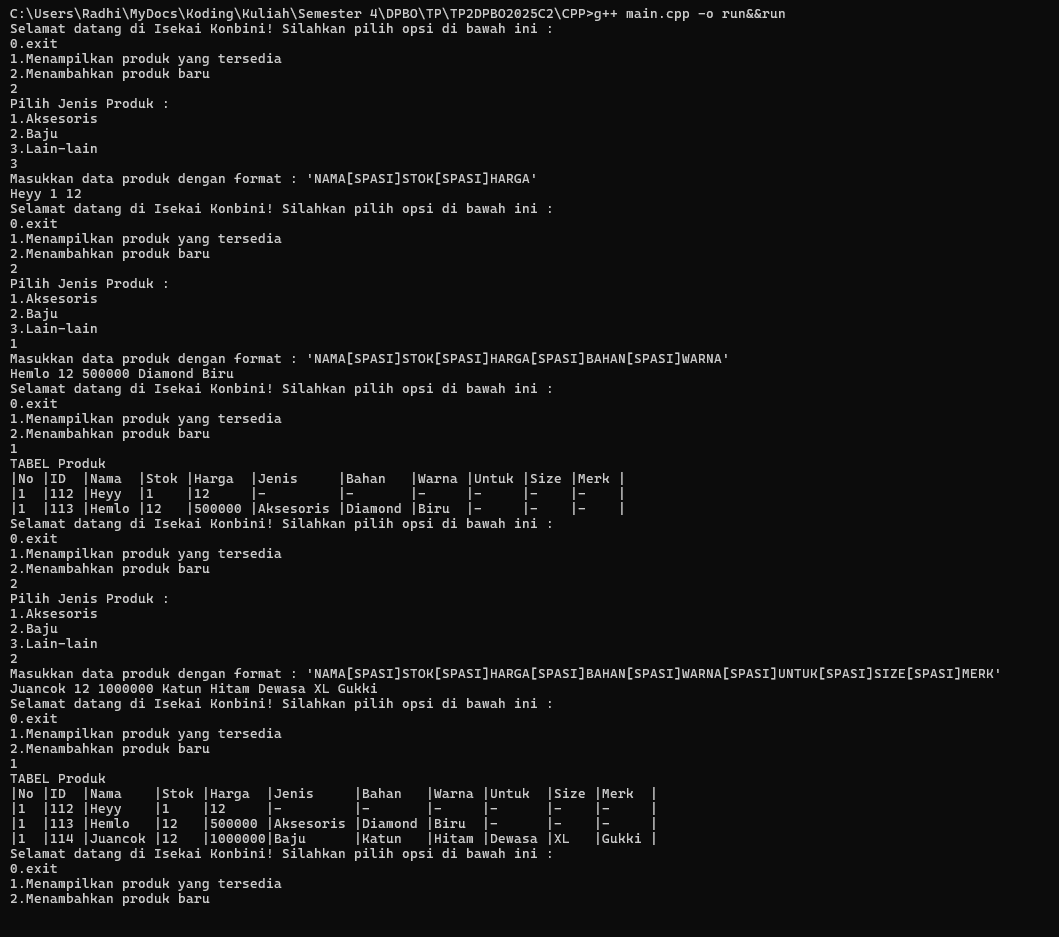 C:\Users\Radhi\MyDocs\Koding\Kuliah\Semester 4\DPBO\TP\TP2DPBO2025C2\CPP>g++ main.cpp -o run&&run
Selamat datang di Isekai Konbini! Silahkan pilih opsi di bawah ini :
0.exit
1.Menampilkan produk yang tersedia
2.Menambahkan produk baru
2
Pilih Jenis Produk :
1.Aksesoris
2.Baju
3.Lain-lain
3
Masukkan data produk dengan format : 'NAMA[SPASI]STOK[SPASI]HARGA'
Heyy 1 12
Selamat datang di Isekai Konbini! Silahkan pilih opsi di bawah ini :
0.exit
1.Menampilkan produk yang tersedia
2.Menambahkan produk baru
2
Pilih Jenis Produk :
1.Aksesoris
2.Baju
3.Lain-lain
1
Masukkan data produk dengan format : 'NAMA[SPASI]STOK[SPASI]HARGA[SPASI]BAHAN[SPASI]WARNA'
Hemlo 12 500000 Diamond Biru
Selamat datang di Isekai Konbini! Silahkan pilih opsi di bawah ini :
0.exit
1.Menampilkan produk yang tersedia
2.Menambahkan produk baru
1
TABEL Produk
|No |ID  |Nama  |Stok |Harga  |Jenis     |Bahan   |Warna |Untuk |Size |Merk |
|1  |112 |Heyy  |1    |12     |-         |-       |-     |-     |-    |-    |
|1  |113 |Hemlo |12   |500000 |Aksesoris |Diamond |Biru  |-     |-    |-    |
Selamat datang di Isekai Konbini! Silahkan pilih opsi di bawah ini :
0.exit
1.Menampilkan produk yang tersedia
2.Menambahkan produk baru
2
Pilih Jenis Produk :
1.Aksesoris
2.Baju
3.Lain-lain
2
Masukkan data produk dengan format : 'NAMA[SPASI]STOK[SPASI]HARGA[SPASI]BAHAN[SPASI]WARNA[SPASI]UNTUK[SPASI]SIZE[SPASI]MERK'
Juancok 12 1000000 Katun Hitam Dewasa XL Gukki
Selamat datang di Isekai Konbini! Silahkan pilih opsi di bawah ini :
0.exit
1.Menampilkan produk yang tersedia
2.Menambahkan produk baru
1
TABEL Produk
|No |ID  |Nama    |Stok |Harga  |Jenis     |Bahan   |Warna |Untuk  |Size |Merk  |
|1  |112 |Heyy    |1    |12     |-         |-       |-     |-      |-    |-     |
|1  |113 |Hemlo   |12   |500000 |Aksesoris |Diamond |Biru  |-      |-    |-     |
|1  |114 |Juancok |12   |1000000|Baju      |Katun   |Hitam |Dewasa |XL   |Gukki |
Selamat datang di Isekai Konbini! Silahkan pilih opsi di bawah ini :
0.exit
1.Menampilkan produk yang tersedia
2.Menambahkan produk baru